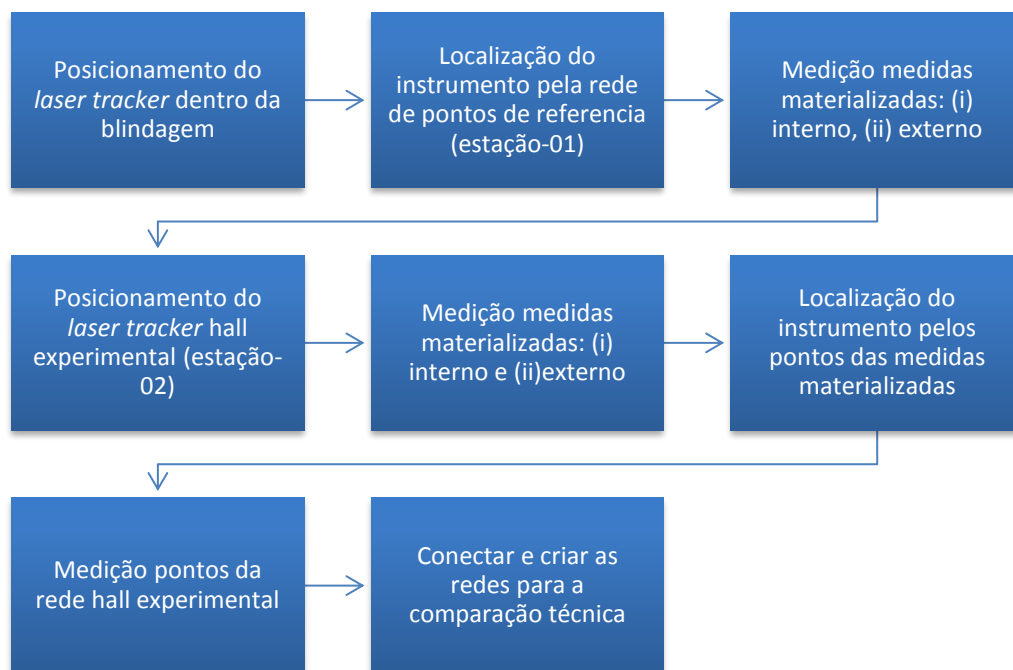 Posicionamento do
laser tracker dentro da
blindagem
Localização do
instrumento pela rede
de pontos de referencia
(estação-01)
Medição medidas
materializadas: (i)
interno, (ii) externo
Posicionamento do
laser tracker hall
experimental (estação-
02)
Medição medidas
materializadas: (i)
interno e (ii)externo
Localização do
instrumento pelos
pontos das medidas
materializadas
Medição pontos da
rede hall experimental
Conectar e criar as
redes para a
comparação técnica